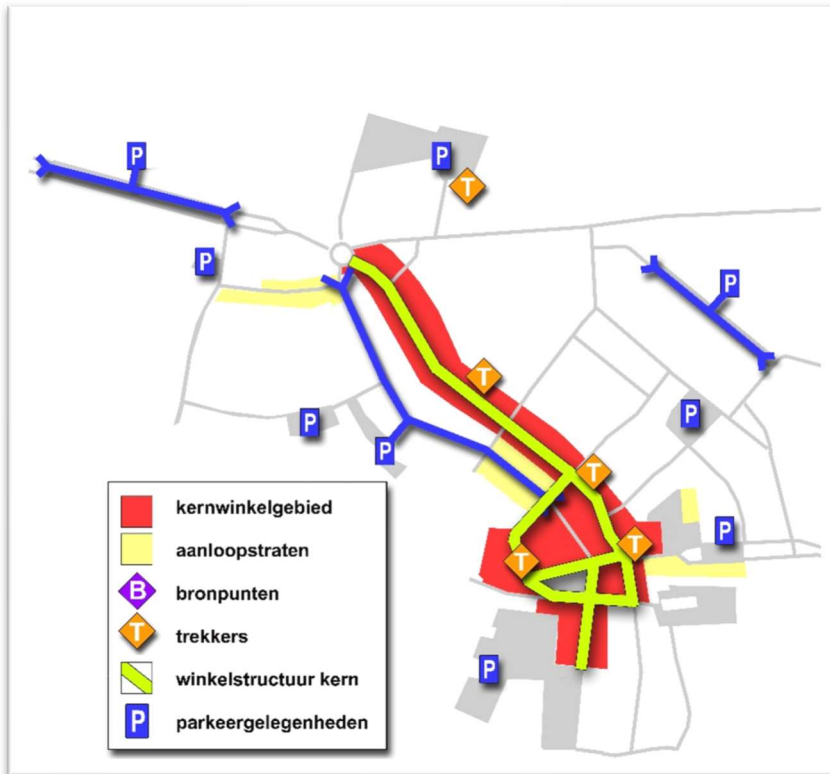 P
P
T
P
P
T
P
P
P
T
P
T
T
P
kernwinkelgebied
aanloopstraten
B bronpunten
T trekkers
winkelstructuur kern
P parkeergelegenheden